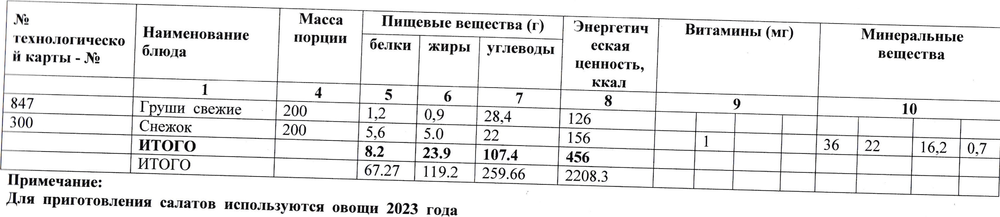 №
технологическо
й карты - №
Наименование
блюда
Масса
порции
Пищевые вещества (г)
белки
жиры
углеводы
Энергетич
еская
ценность,
ккал
Витамины (мг)
Минеральные
вещества
1 4 5 6 7 8 9 10
847 Груши свежие 200 1,2 0,9 28,4 126
300 Снежок 200 5,6 5.0 22 156 1 36 22 16,2 0,7
ИТОГО 8.2 23.9 107.4 456
ИТОГО 67.27 119.2 259.66 2208.3
Примечание:
Для приготовления салатов используются овощи 2023 года